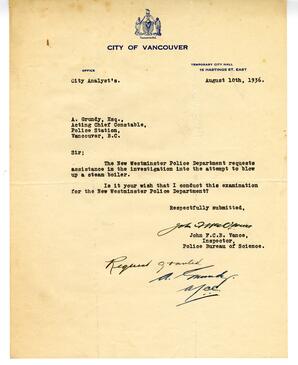 CITY OF VANCOUVER
OFFICE
TEMPORARY CITY HALL
16 HASTINGS ST. EAST
City Analyst's.
August 10th, 1936.
A. Grundy, Esq.,
Acting Chief Constable,
Police Station,
Vancouver, B.C.
Sir;
The New Westminster Police Department requests
assistance in the investigation into the attempt to blow
up a steam boiler.
Is it your wish that I conduct this examination
for the New Westminster Police Department?
Respectfully submitted,
John F.C.B. Vance,
Inspector,
Police Bureau of Science.
Request granted
A. Grundy
A/CC